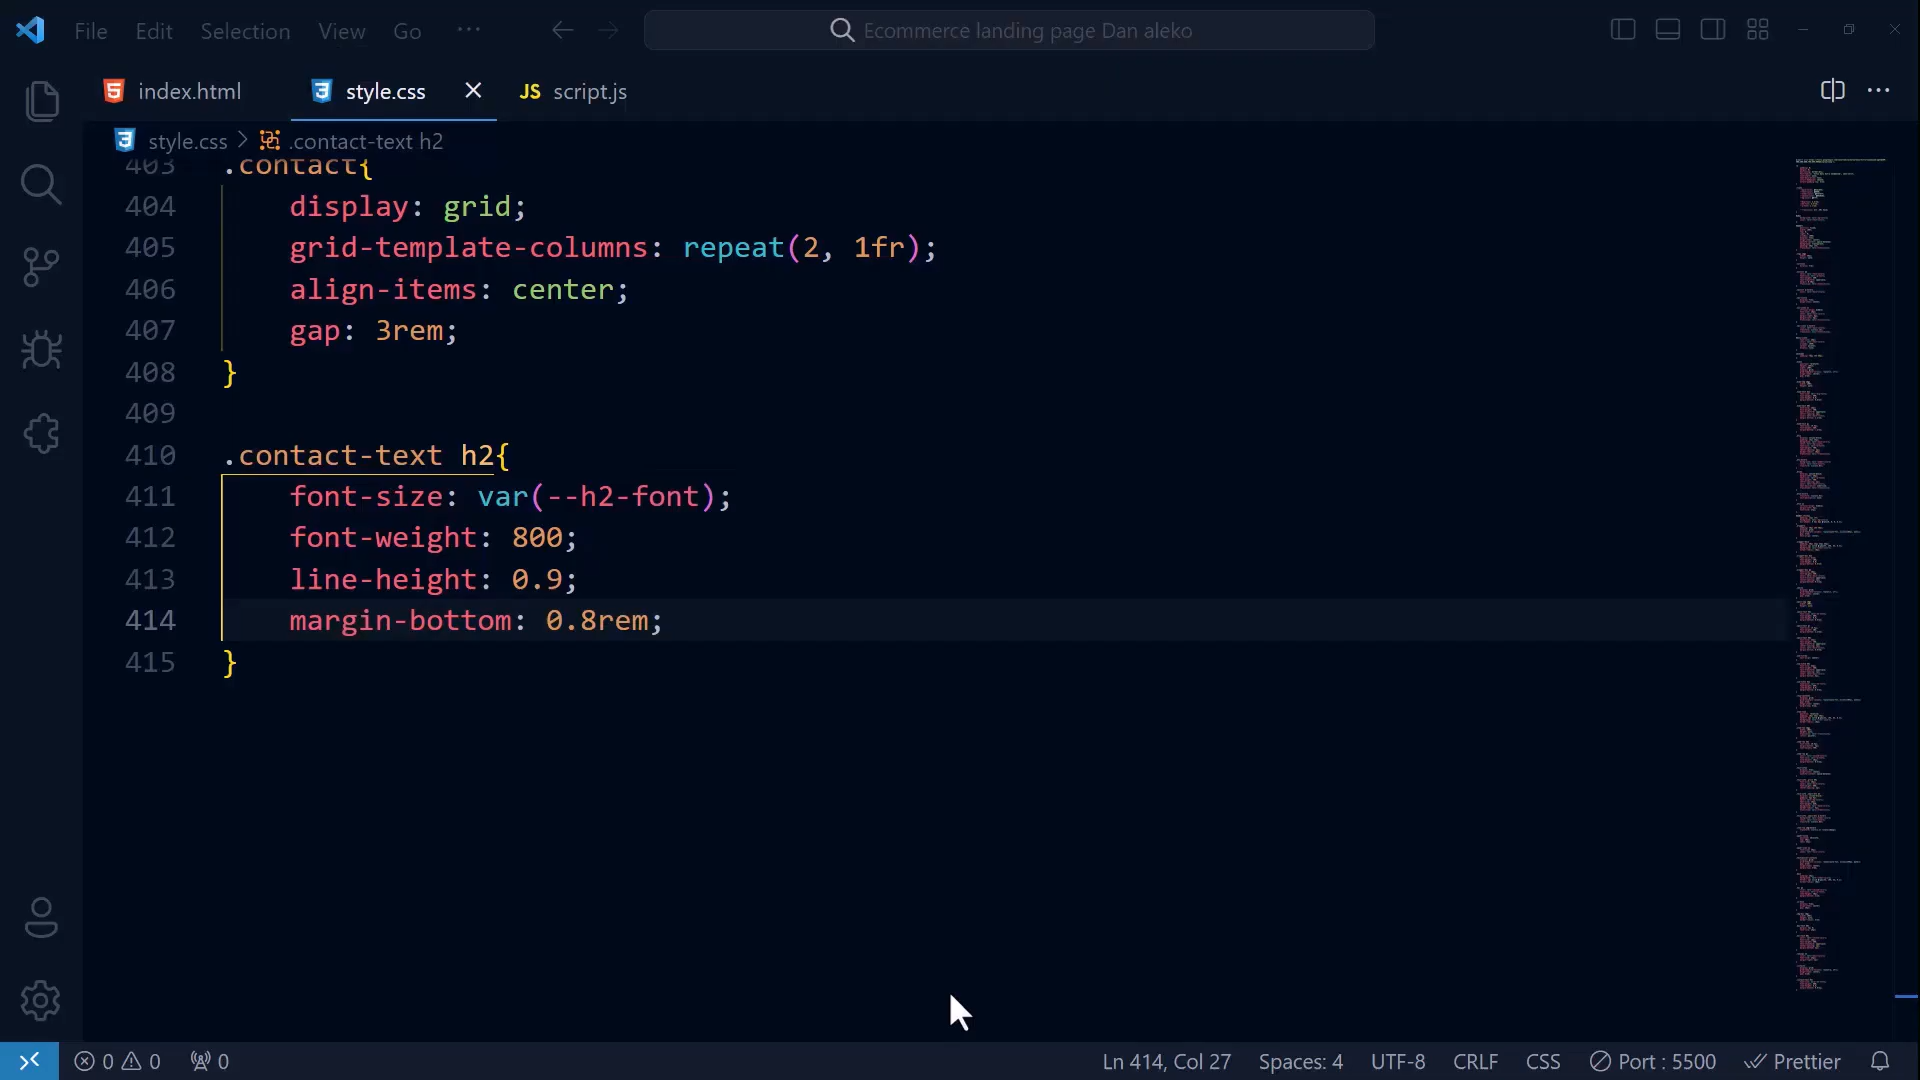 File Edit Selection View Go ··· Ecommerce landing page Dan aleko
index.html style.css JS script.js
style.css > .contact-text h2
403 .contact{
404 display: grid;
405 grid-template-columns: repeat(2, 1fr);
406 align-items: center;
407 gap: 3rem;
408 }
409
410 .contact-text h2{
411 font-size: var(--h2-font);
412 font-weight: 800;
413 line-height: 0.9;
414 margin-bottom: 0.8rem;
415 }
0 0 0 Ln 414, Col 27 Spaces: 4 UTF-8 CRLF CSS Port : 5500 Prettier